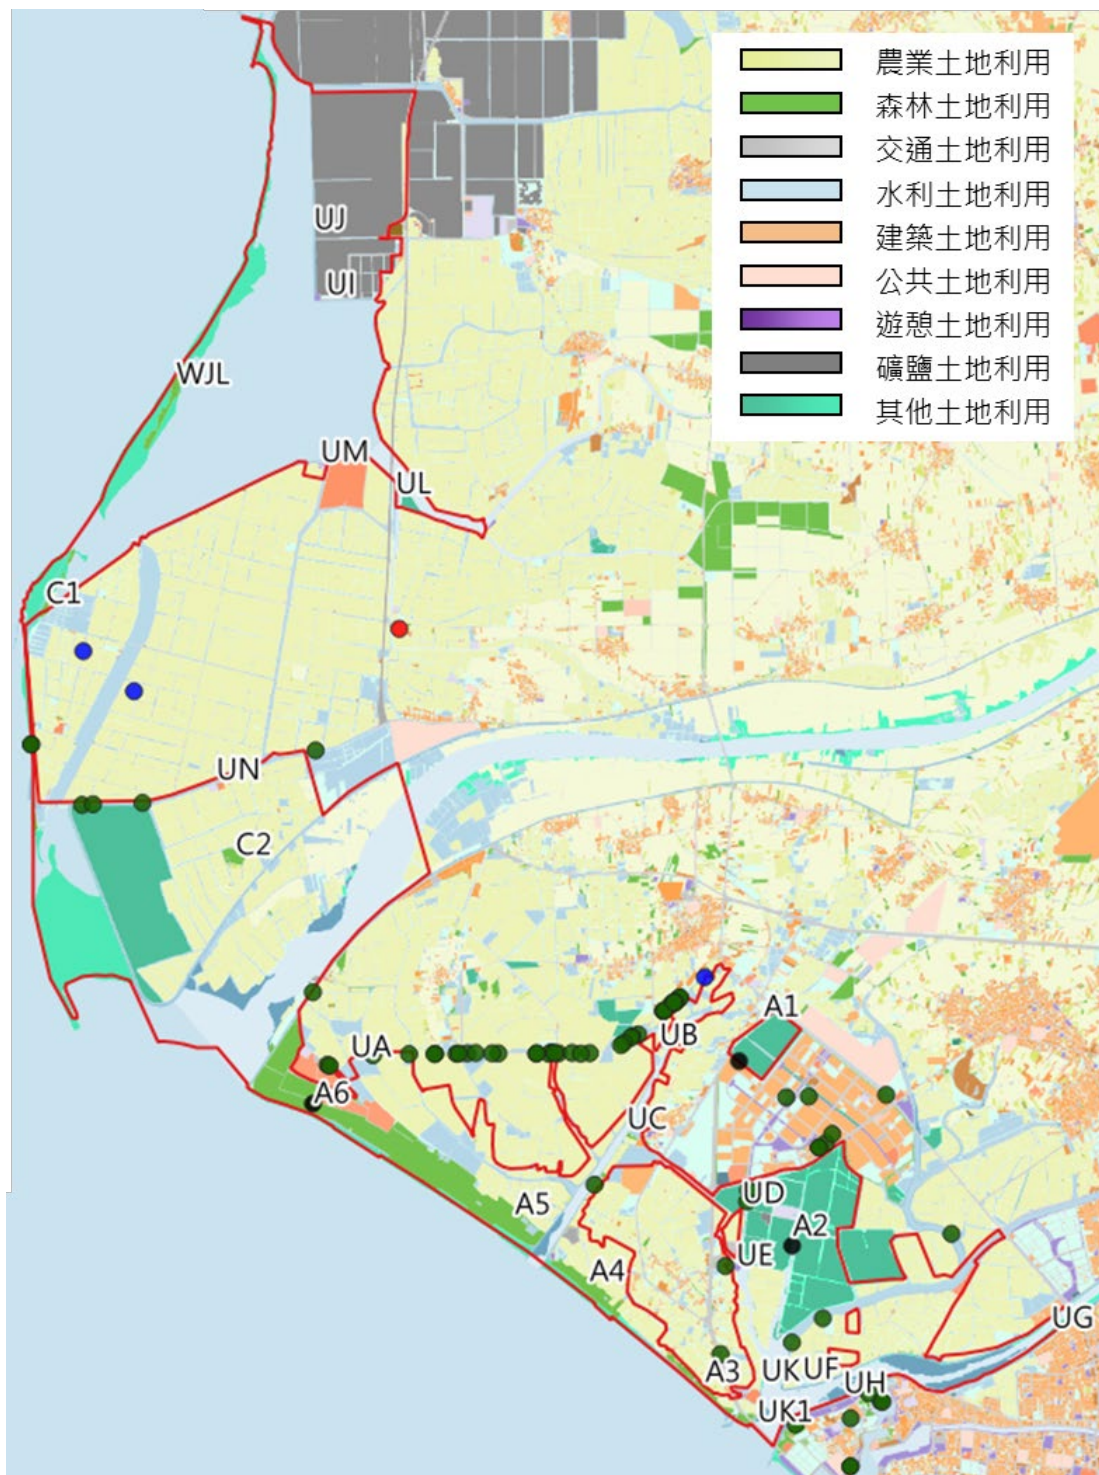 農業土地利用
森林土地利用
交通土地利用
水利土地利用
建築土地利用
公共土地利用
遊憩土地利用
礦鹽土地利用
其他土地利用
UJ
UI
WJL
UM
UL
C1
UN
C2
A1
UB
UA
A6
UC
A5
UD
A2
UE
A4
UG
A3
UK
UF
UH
UK1